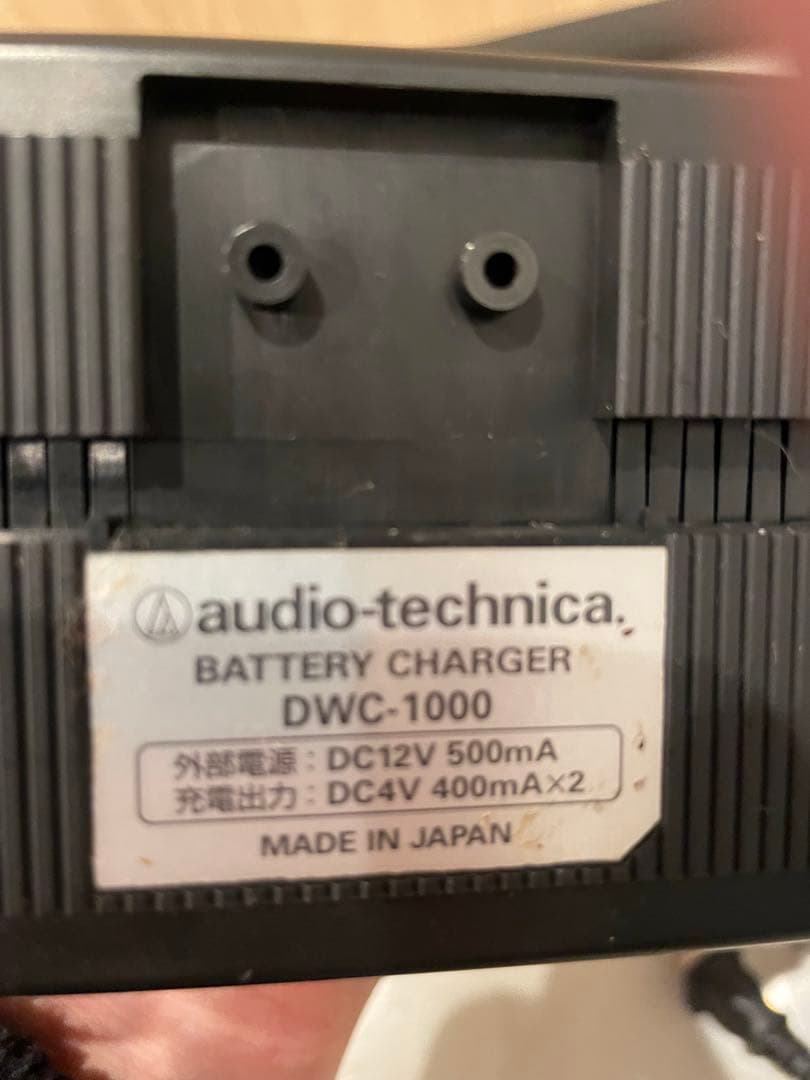 audio-technica.
BATTERY CHARGER
DWC-1000
外部電源：DC12V 500mA
充電出力：DC4V 400mA×2
MADE IN JAPAN